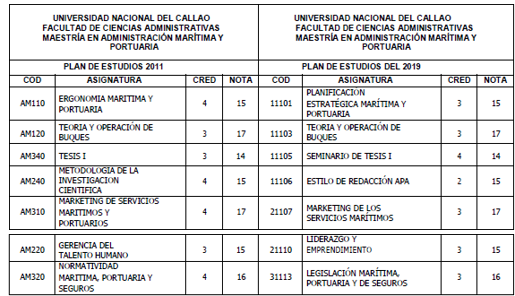 UNIVERSIDAD NACIONAL DEL CALLAO
FACULTAD DE CIENCIAS ADMINISTRATIVAS
MAESTRÍA EN ADMINISTRACIÓN MARÍTIMA Y
PORTUARIA
UNIVERSIDAD NACIONAL DEL CALLAO
FACULTAD DE CIENCIAS ADMINISTRATIVAS
MAESTRÍA EN ADMINISTRACIÓN MARÍTIMA Y
PORTUARIA
PLAN DE ESTUDIOS 2011
PLAN DE ESTUDIOS DEL 2019
COD ASIGNATURA CRED NOTA COD ASIGNATURA CRED NOTA
AM110 ERGONOMIA MARITIMA Y PORTUARIA 4 15 11101 PLANIFICACIÓN ESTRATÉGICA MARÍTIMA Y PORTUARIA 3 15
AM120 TEORIA Y OPERACIÓN DE BUQUES 3 17 11103 TEORIA Y OPERACIÓN DE BUQUES 3 17
AM340 TESIS I 3 14 11105 SEMINARIO DE TESIS I 4 14
AM240 METODOLOGIA DE LA INVESTIGACION CIENTIFICA 4 15 11106 ESTILO DE REDACCIÓN APA 2 15
AM310 MARKETING DE SERVICIOS MARITIMOS Y PORTUARIOS 4 17 21107 MARKETING DE LOS SERVICIOS MARÍTIMOS 3 17
AM220 GERENCIA DEL TALENTO HUMANO 3 15 21110 LIDERAZGO Y EMPRENDIMIENTO 3 15
AM320 NORMATIVIDAD MARITIMA, PORTUARIA Y SEGUROS 4 16 31113 LEGISLACIÓN MARÍTIMA, PORTUARIA Y DE SEGUROS 3 16